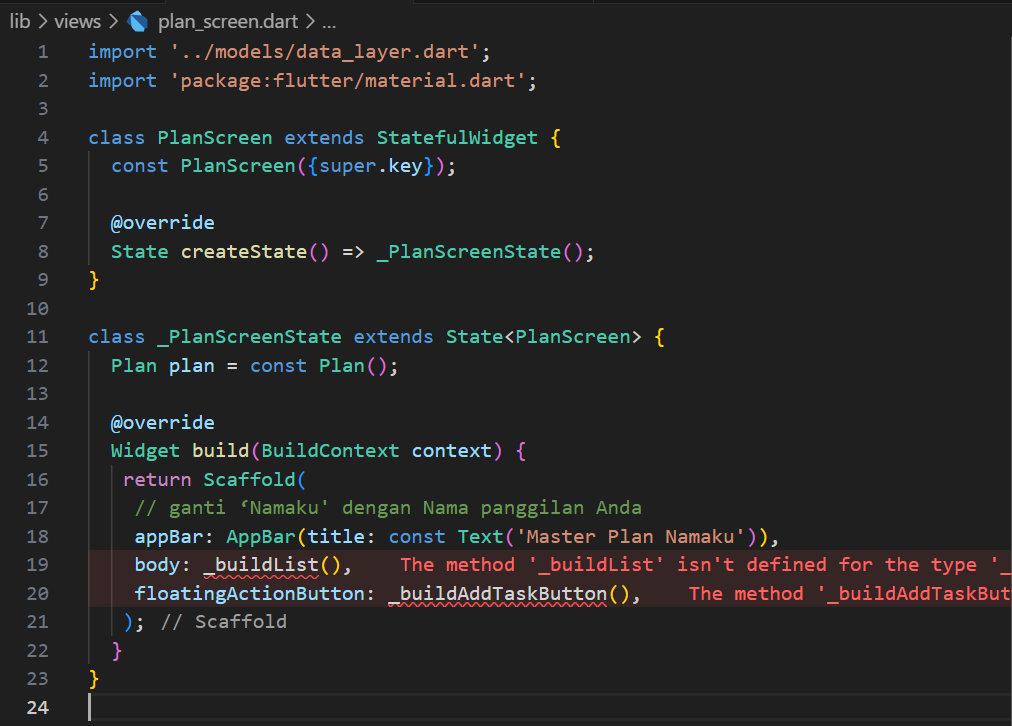 lib > views > plan_screen.dart > ...
1 import '../models/data_layer.dart';
2 import 'package:flutter/material.dart';
3
4 class PlanScreen extends StatefulWidget {
5 const PlanScreen({super.key});
6
7 @override
8 State createState() => _PlanScreenState();
9 }
10
11 class _PlanScreenState extends State<PlanScreen> {
12 Plan plan = const Plan();
13
14 @override
15 Widget build(BuildContext context) {
16 return Scaffold(
17 // ganti ‘Namaku' dengan Nama panggilan Anda
18 appBar: AppBar(title: const Text('Master Plan Namaku')),
19 body: _buildList(), The method '_buildList' isn't defined for the type '_
20 floatingActionButton: _buildAddTaskButton(), The method '_buildAddTaskBut
21 ); // Scaffold
22 }
23 }
24